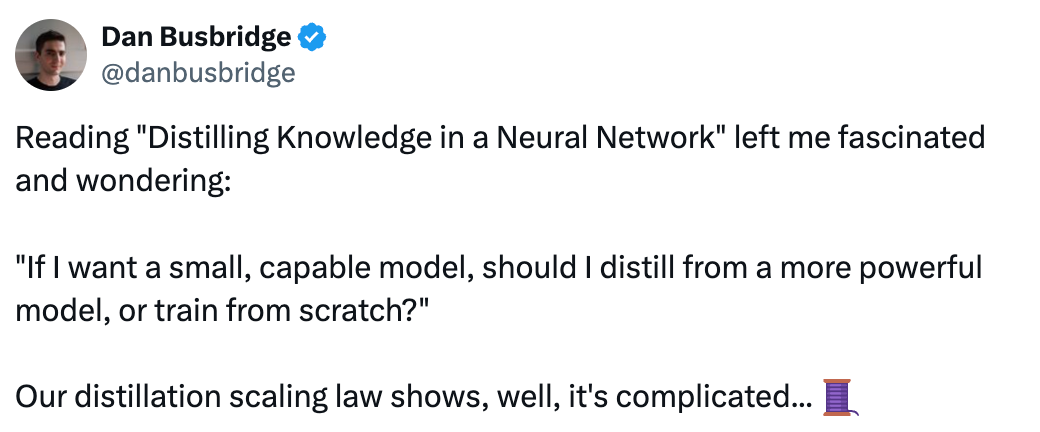 Dan Busbridge
@danbusbridge
Reading "Distilling Knowledge in a Neural Network" left me fascinated
and wondering:
"If I want a small, capable model, should I distill from a more powerful
model, or train from scratch?"
Our distillation scaling law shows, well, it's complicated... 🧵